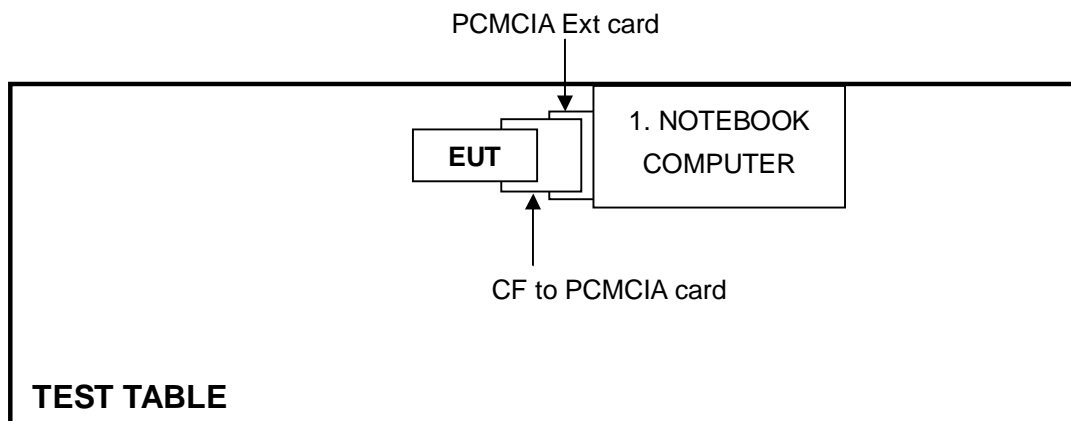 PCMCIA Ext card
1. NOTEBOOK
COMPUTER
EUT
CF to PCMCIA card
TEST TABLE